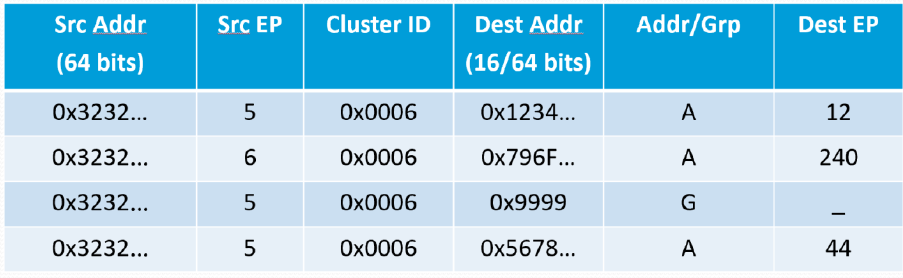 Src Addr (64 bits) Src EP Cluster ID Dest Addr (16/64 bits) Addr/Grp Dest EP
0x3232... 5 0x0006 0x1234... A 12
0x3232... 6 0x0006 0x796F... A 240
0x3232... 5 0x0006 0x9999 G _
0x3232... 5 0x0006 0x5678... A 44